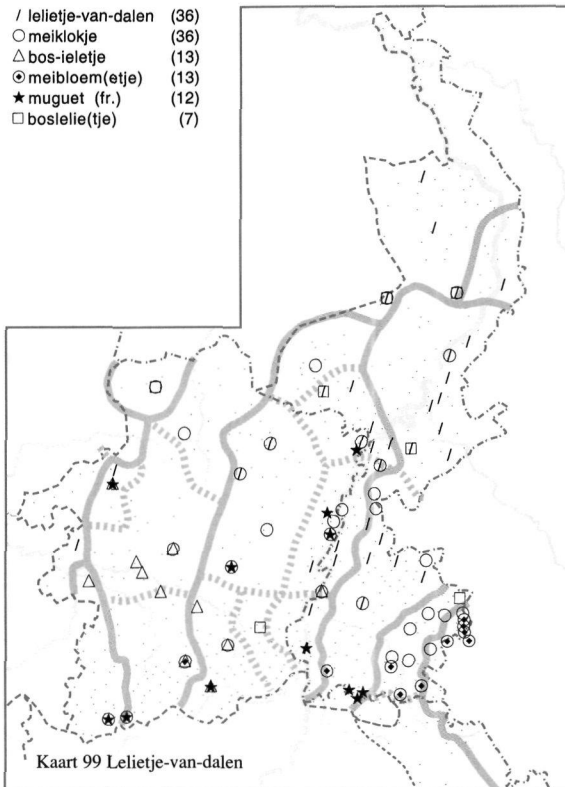 lelietje-van-dalen (36)
meiklokje (36)
bos-ieletje (13)
meibloem(etje) (13)
muguet (fr.) (12)
boslelie(tje) (7)
Kaart 99 Lelietje-van-dalen